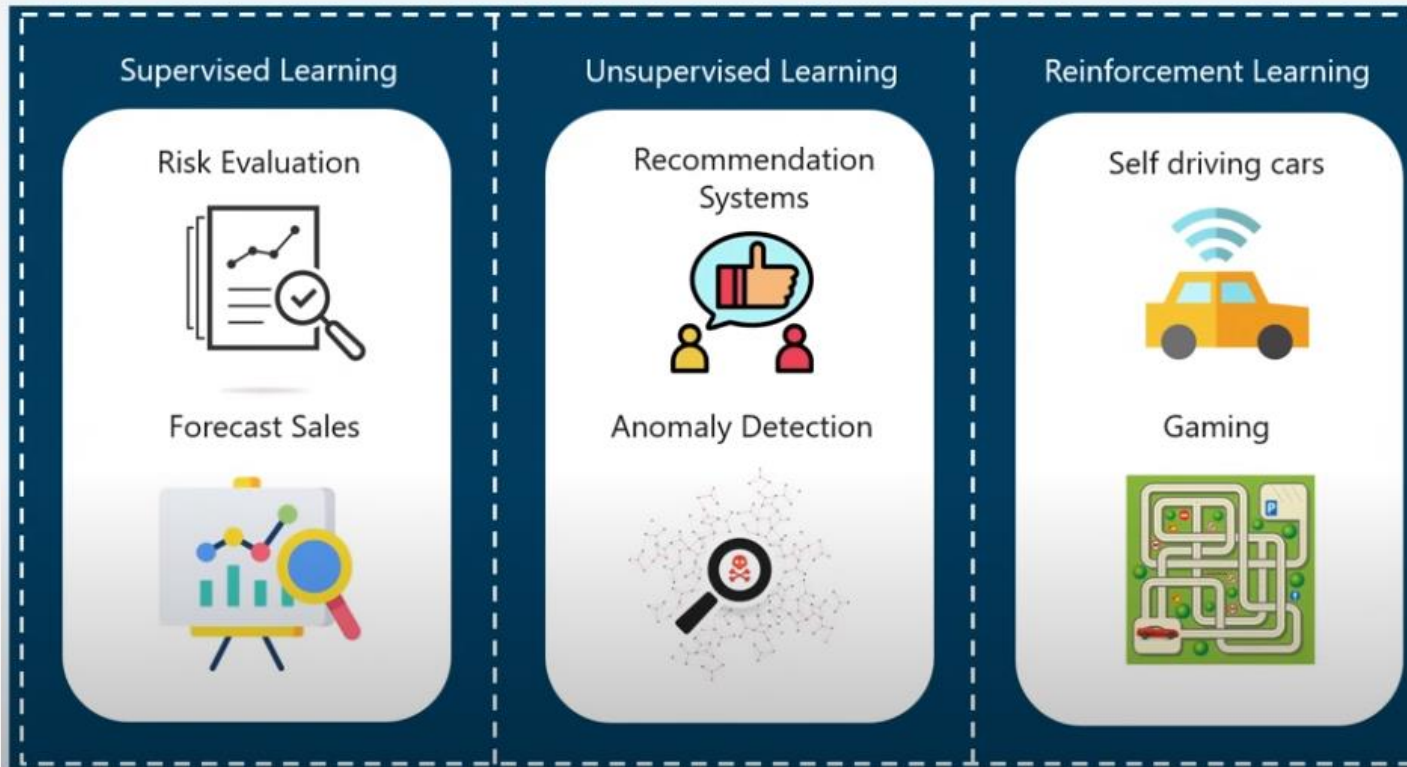 Supervised Learning
Risk Evaluation
Forecast Sales
Unsupervised Learning
Recommendation
Systems
Anomaly Detection
Reinforcement Learning
Self driving cars
Gaming
P